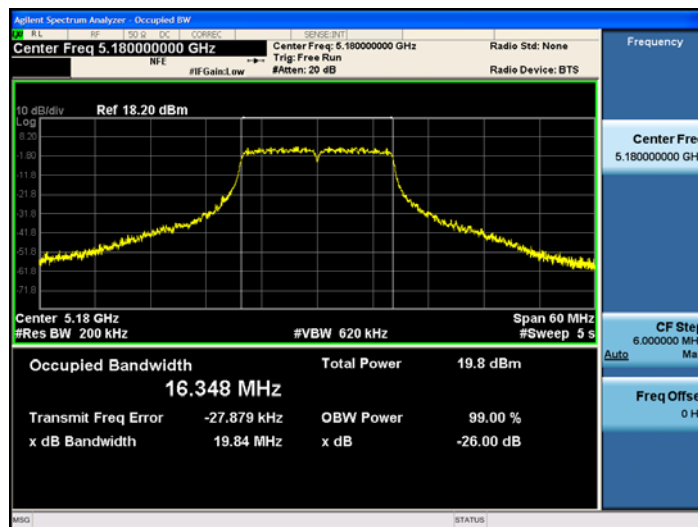 Agilent Spectrum Analyzer - Occupied BW
RL RF 50 Ω DC CORREC SENSE:INT
Center Freq 5.180000000 GHz
NFE
#IFGain:Low
Center Freq: 5.180000000 GHz
Trig: Free Run
#Atten: 20 dB
Radio Std: None
Radio Device: BTS
10 dB/div Ref 18.20 dBm
Log
8.20
-1.80
-11.8
-21.8
-31.8
-41.8
-51.8
-61.8
-71.8
Center 5.18 GHz Span 60 MHz
#Res BW 200 kHz #VBW 620 kHz #Sweep 5 s
Occupied Bandwidth Total Power 19.8 dBm
16.348 MHz
Transmit Freq Error -27.879 kHz OBW Power 99.00 %
x dB Bandwidth 19.84 MHz x dB -26.00 dB
MSG STATUS
Frequency
Center Fre
5.180000000 GH
CF Step
6.000000 MH
Auto Ma
Freq Offse
0 H